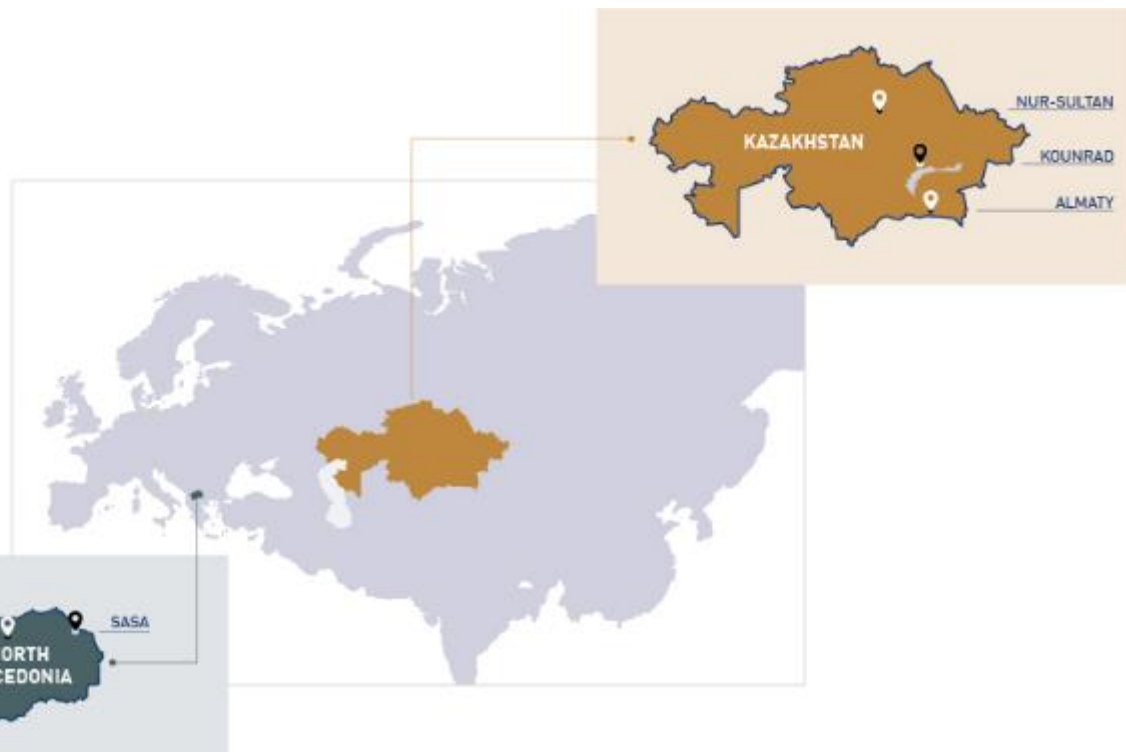 NUR-SULTAN
KAZAKHSTAN
KOUNRAD
ALMATY
SASA
ORTH
CEDONIA